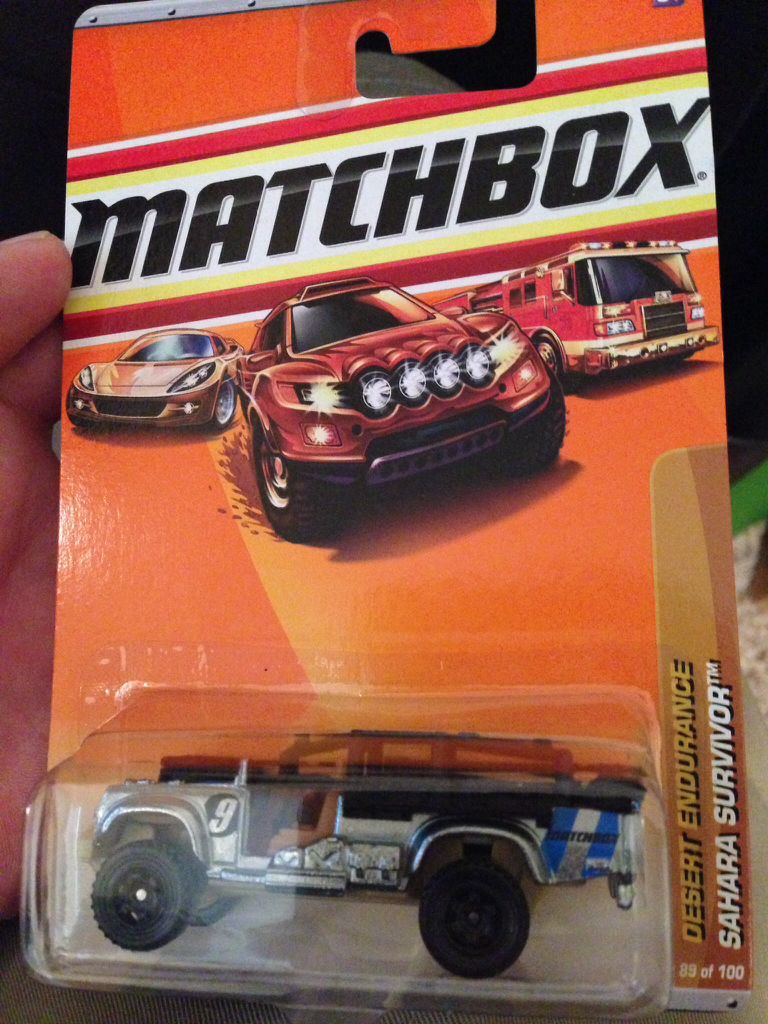 MATCHBOX®
DESERT ENDURANCE
SAHARA SURVIVOR™
89 of 100
9
MATCHBOX